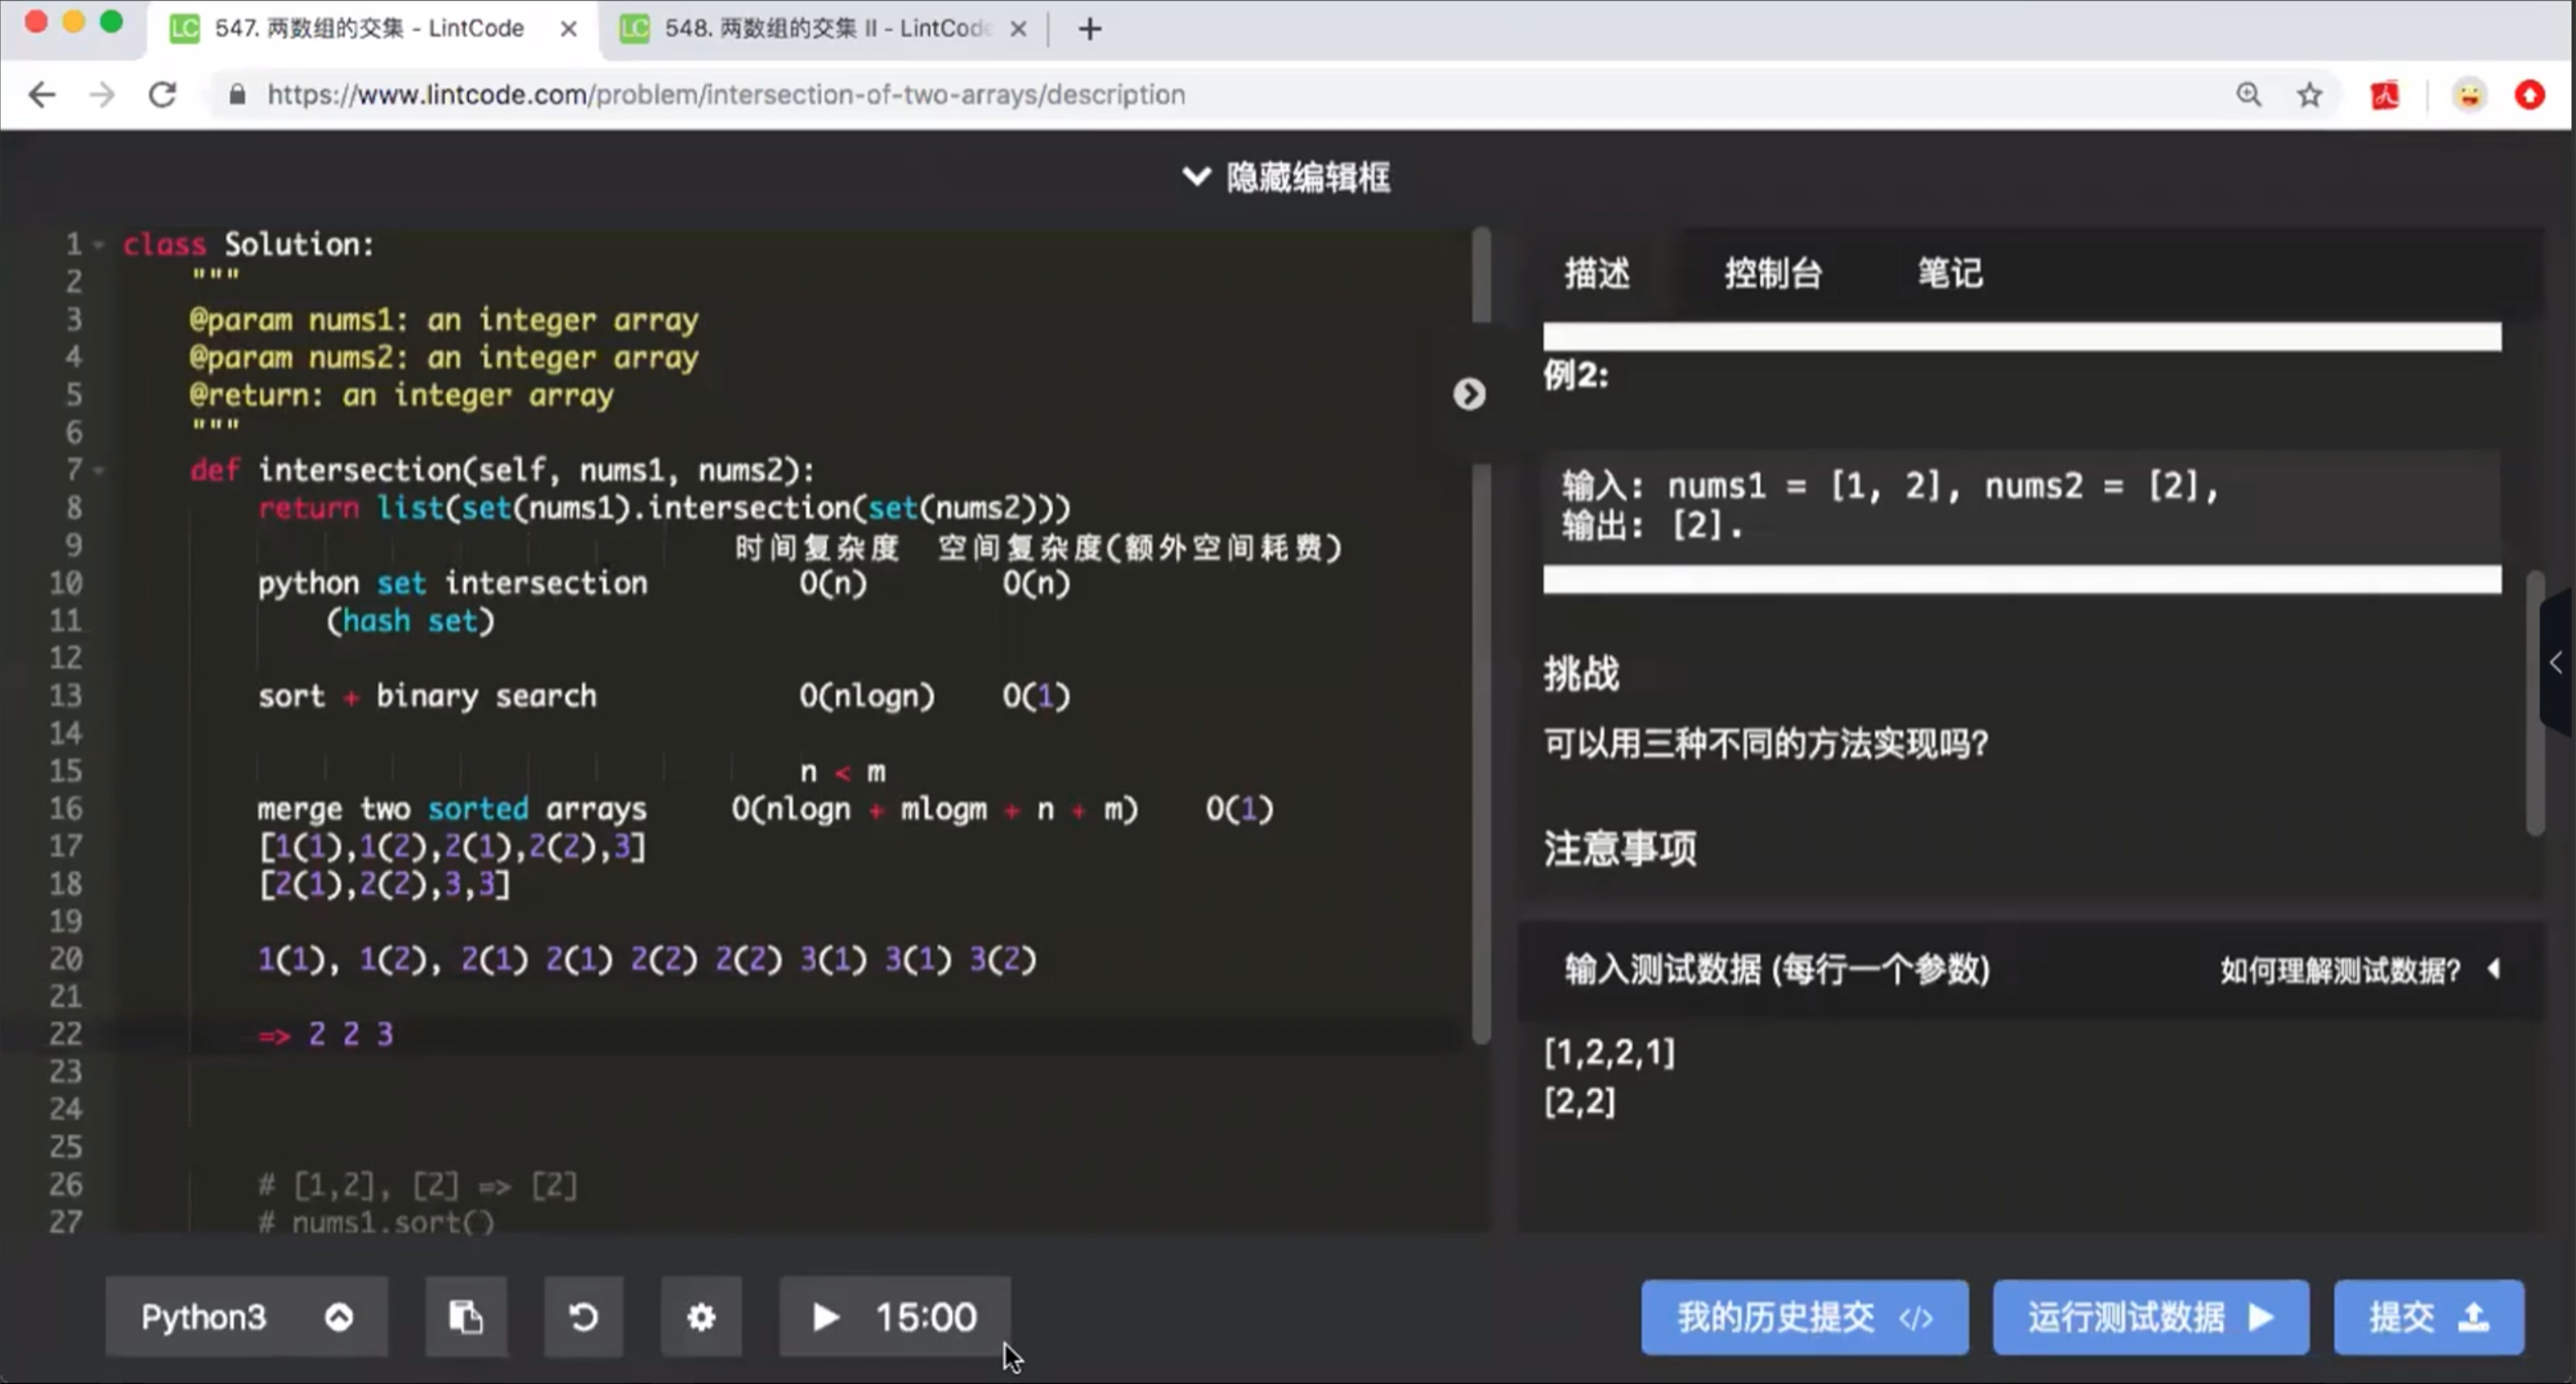 547. 两数组的交集 - LintCode
548. 两数组的交集 II - LintCode
https://www.lintcode.com/problem/intersection-of-two-arrays/description
隐藏编辑框
1 class Solution:
2 """
3 @param nums1: an integer array
4 @param nums2: an integer array
5 @return: an integer array
6 """
7 def intersection(self, nums1, nums2):
8 return list(set(nums1).intersection(set(nums2)))
9 时间复杂度 空间复杂度(额外空间耗费)
10 python set intersection O(n) O(n)
11 (hash set)
12
13 sort + binary search O(nlogn) O(1)
14
15 n < m
16 merge two sorted arrays O(nlogn + mlogm + n + m) O(1)
17 [1(1),1(2),2(1),2(2),3]
18 [2(1),2(2),3,3]
19
20 1(1), 1(2), 2(1) 2(1) 2(2) 2(2) 3(1) 3(1) 3(2)
21
22 => 2 2 3
23
24
25
26 # [1,2], [2] => [2]
27 # nums1.sort()
描述 控制台 笔记
例2:
输入: nums1 = [1, 2], nums2 = [2],
输出: [2].
挑战
可以用三种不同的方法实现吗?
注意事项
输入测试数据 (每行一个参数) 如何理解测试数据?
[1,2,2,1]
[2,2]
Python3 15:00 我的历史提交 </> 运行测试数据 提交